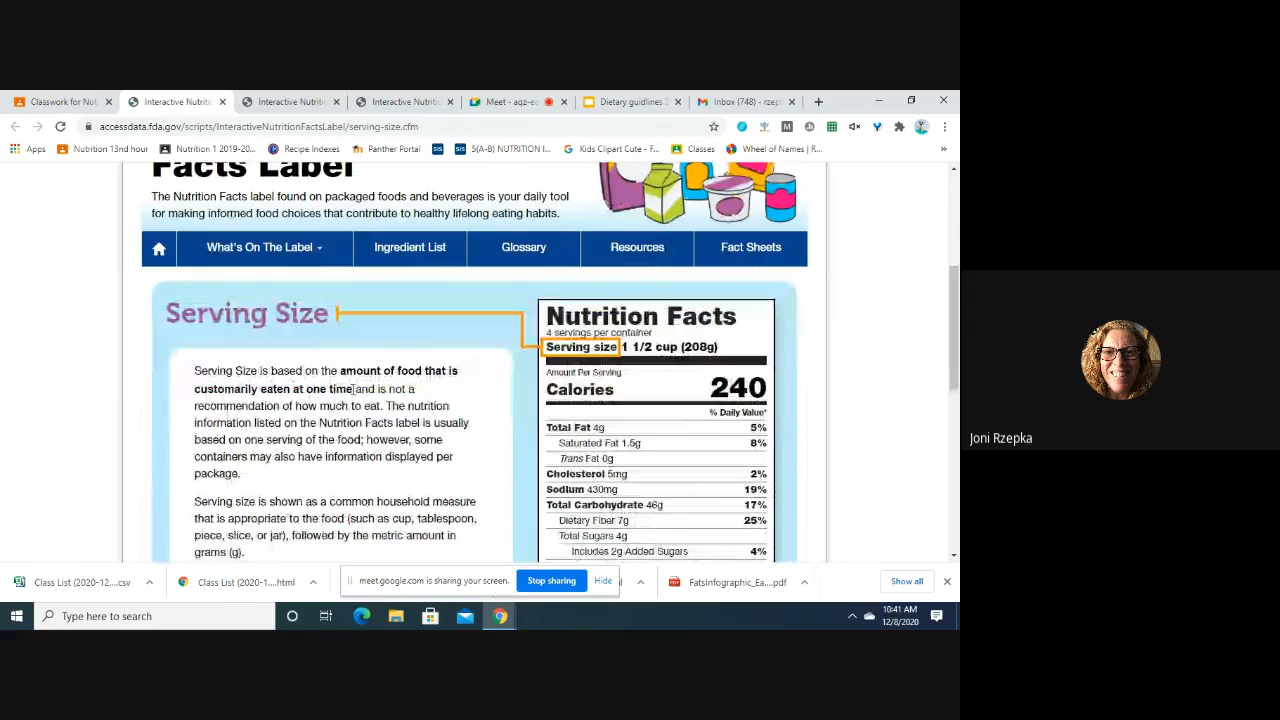 Classwork for Nut
Interactive Nutriti
Interactive Nutriti
Interactive Nutriti
Meet - aqz-e
Dietary guidlines 2
Inbox (748) - rzep
accessdata.fda.gov/scripts/InteractiveNutritionFactsLabel/serving-size.cfm
Apps
Nutrition 13nd hour
Nutrition 1 2019-20...
Recipe Indexes
Panther Portal
5(A-B) NUTRITION I...
Kids Clipart Cute - F...
Classes
Wheel of Names | R...
Facts Label
The Nutrition Facts label found on packaged foods and beverages is your daily tool
for making informed food choices that contribute to healthy lifelong eating habits.
What's On The Label
Ingredient List
Glossary
Resources
Fact Sheets
Serving Size
Serving Size is based on the amount of food that is
customarily eaten at one time and is not a
recommendation of how much to eat. The nutrition
information listed on the Nutrition Facts label is usually
based on one serving of the food; however, some
containers may also have information displayed per
package.
Serving size is shown as a common household measure
that is appropriate to the food (such as cup, tablespoon,
piece, slice, or jar), followed by the metric amount in
grams (g).
Nutrition Facts
4 servings per container
Serving size 1 1/2 cup (208g)
Amount Per Serving
Calories 240
% Daily Value*
Total Fat 4g 5%
Saturated Fat 1.5g 8%
Trans Fat 0g
Cholesterol 5mg 2%
Sodium 430mg 19%
Total Carbohydrate 46g 17%
Dietary Fiber 7g 25%
Total Sugars 4g
Includes 2g Added Sugars 4%
Joni Rzepka
Class List (2020-12....csv
Class List (2020-1....html
meet.google.com is sharing your screen.
Stop sharing
Hide
FatsInfographic_Ea....pdf
Show all
Type here to search
10:41 AM
12/8/2020